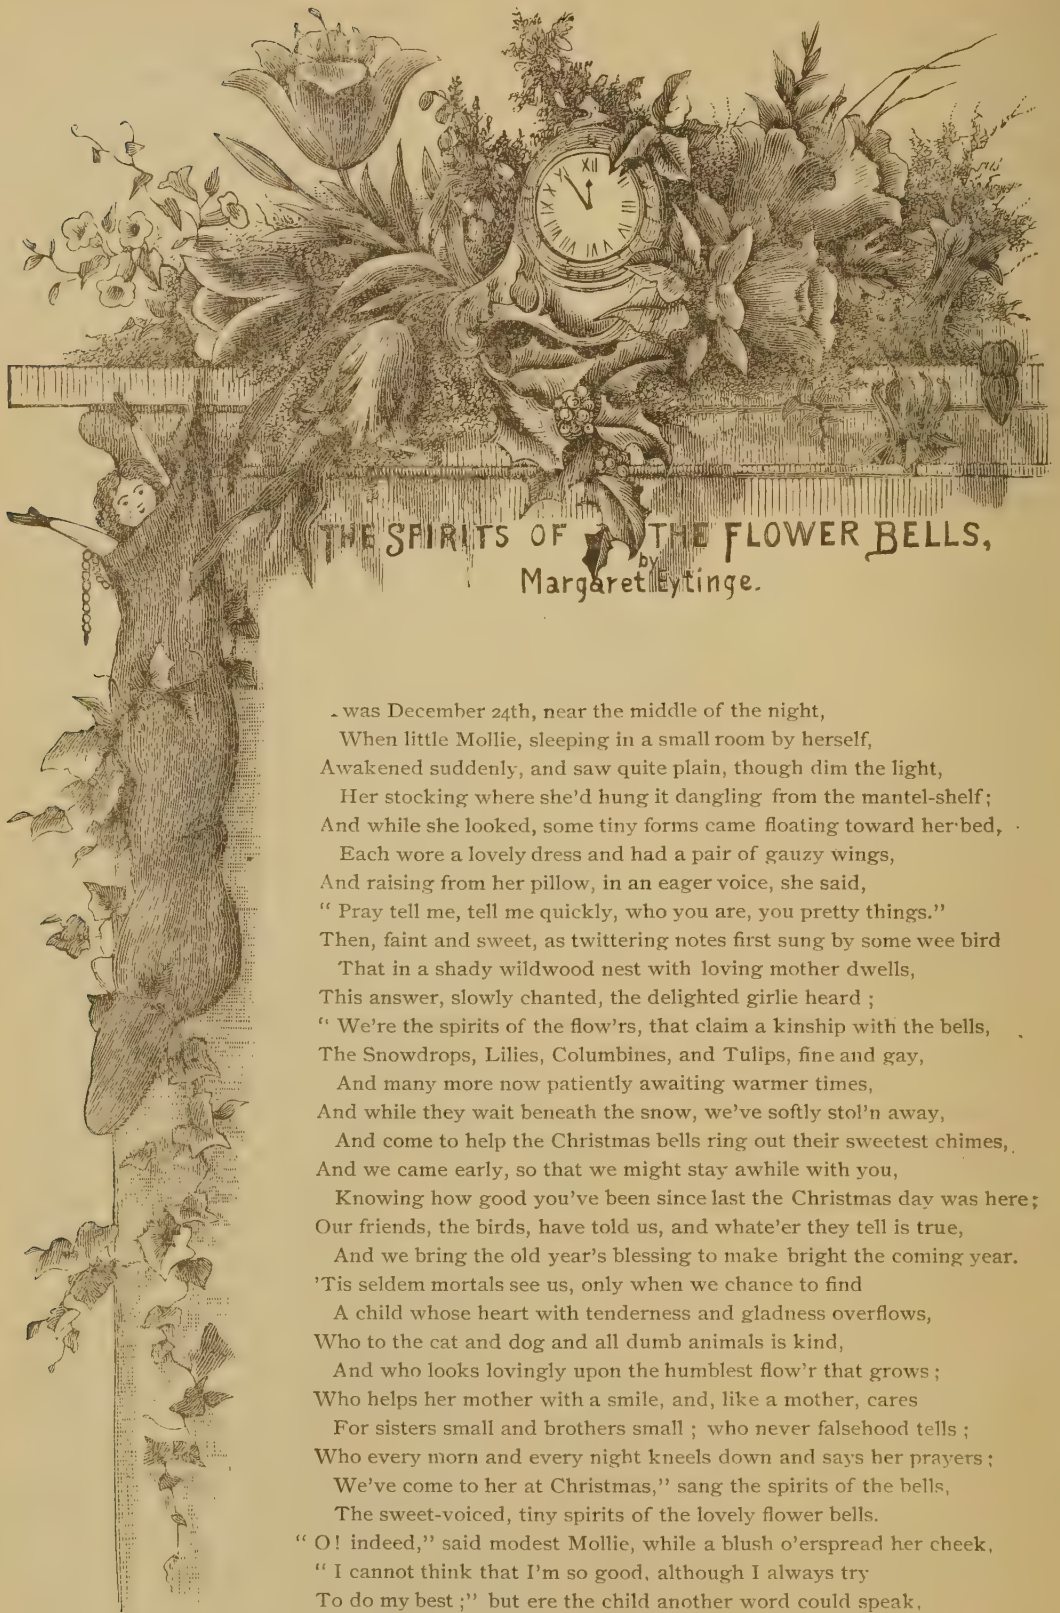 XII
THE SPIRITS OF THE FLOWER BELLS,
by
Margaret Eytinge.
was December 24th, near the middle of the night,
When little Mollie, sleeping in a small room by herself,
Awakened suddenly, and saw quite plain, though dim the light,
Her stocking where she'd hung it dangling from the mantel-shelf;
And while she looked, some tiny forms came floating toward her bed,
Each wore a lovely dress and had a pair of gauzy wings,
And raising from her pillow, in an eager voice, she said,
" Pray tell me, tell me quickly, who you are, you pretty things."
Then, faint and sweet, as twittering notes first sung by some wee bird
That in a shady wildwood nest with loving mother dwells,
This answer, slowly chanted, the delighted girlie heard ;
" We're the spirits of the flow'rs, that claim a kinship with the bells,
The Snowdrops, Lilies, Columbines, and Tulips, fine and gay,
And many more now patiently awaiting warmer times,
And while they wait beneath the snow, we've softly stol'n away,
And come to help the Christmas bells ring out their sweetest chimes,
And we came early, so that we might stay awhile with you,
Knowing how good you've been since last the Christmas day was here;
Our friends, the birds, have told us, and whate'er they tell is true,
And we bring the old year's blessing to make bright the coming year.
'Tis seldem mortals see us, only when we chance to find
A child whose heart with tenderness and gladness overflows,
Who to the cat and dog and all dumb animals is kind,
And who looks lovingly upon the humblest flow'r that grows ;
Who helps her mother with a smile, and, like a mother, cares
For sisters small and brothers small ; who never falsehood tells ;
Who every morn and every night kneels down and says her prayers ;
We've come to her at Christmas," sang the spirits of the bells,
The sweet-voiced, tiny spirits of the lovely flower bells.
" O! indeed," said modest Mollie, while a blush o'erspread her cheek,
" I cannot think that I'm so good, although I always try
To do my best ;" but ere the child another word could speak,